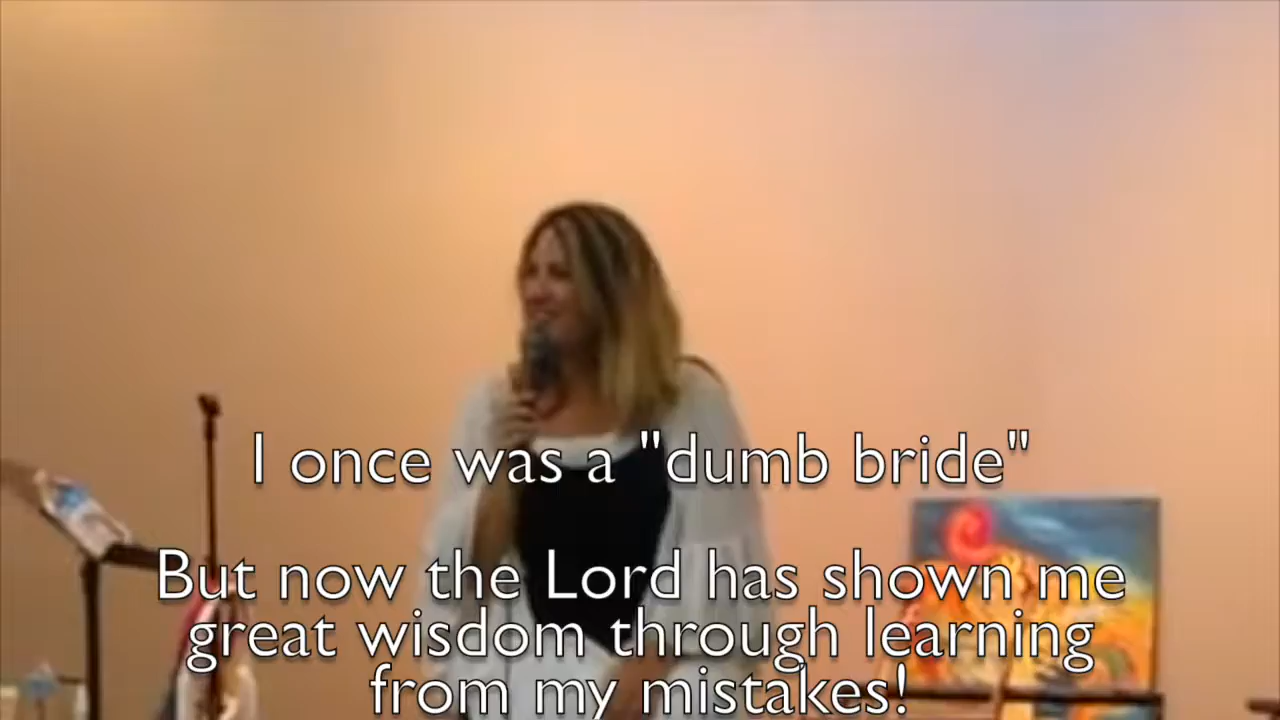 I once was a "dumb bride"
But now the Lord has shown me
great wisdom through learning
from my mistakes!